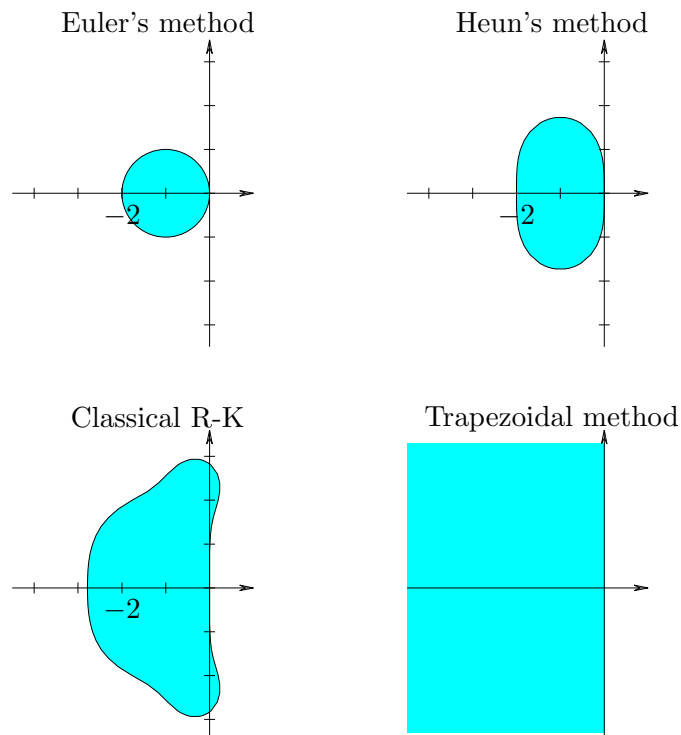 Euler's method
Heun's method
−2
−2
Classical R-K
Trapezoidal method
−2